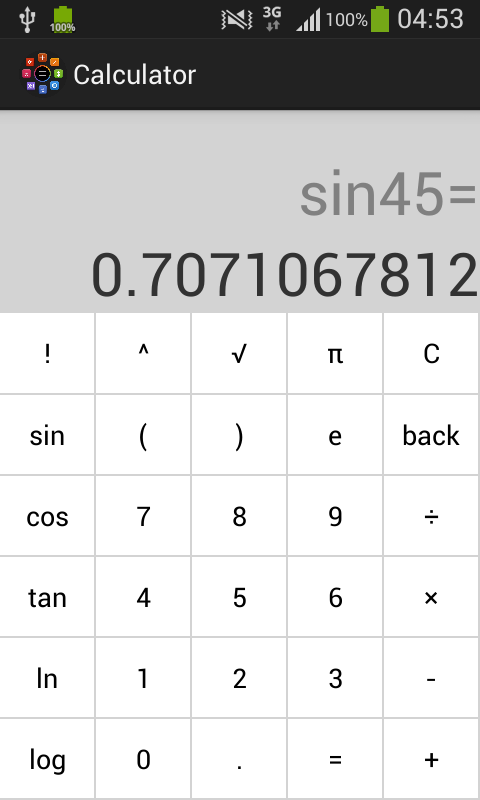 100% 3G 100% 04:53
Calculator
sin45=
0.7071067812
! ^ √ π C
sin ( ) e back
cos 7 8 9 ÷
tan 4 5 6 ×
ln 1 2 3 -
log 0 . = +